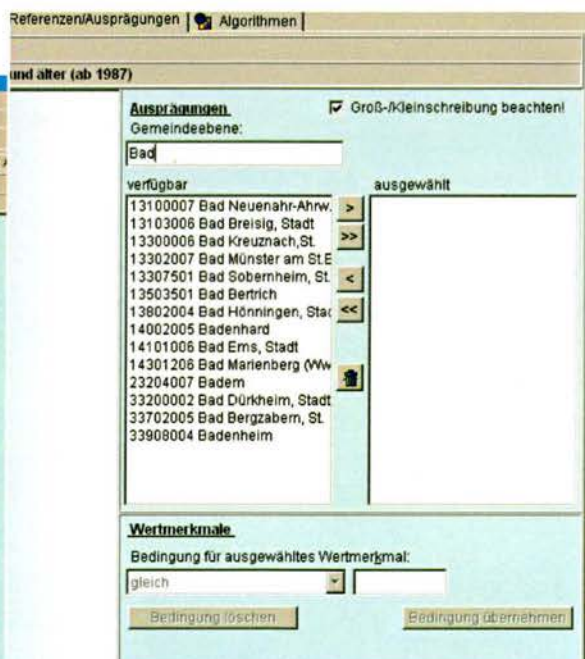 Referenzen/Ausprägungen Algorithmen
und älter (ab 1987)
Ausprägungen Groß-/Kleinschreibung beachten!
Gemeindeebene:
Bad
verfügbar ausgewählt
13100007 Bad Neuenahr-Ahrw.
13103006 Bad Breisig, Stadt
13300006 Bad Kreuznach,St.
13302007 Bad Münster am St.E
13307501 Bad Sobernheim, St.
13503501 Bad Bertrich
13802004 Bad Hönningen, Stad
14002005 Badenhard
14101006 Bad Ems, Stadt
14301206 Bad Marienberg (Ww
23204007 Badem
33200002 Bad Dürkheim, Stadt
33702005 Bad Bergzabern, St.
33908004 Badenheim
>
>>
<
<<
Wertmerkmale
Bedingung für ausgewähltes Wertmerkmal:
gleich
Bedingung löschen Bedingung übernehmen